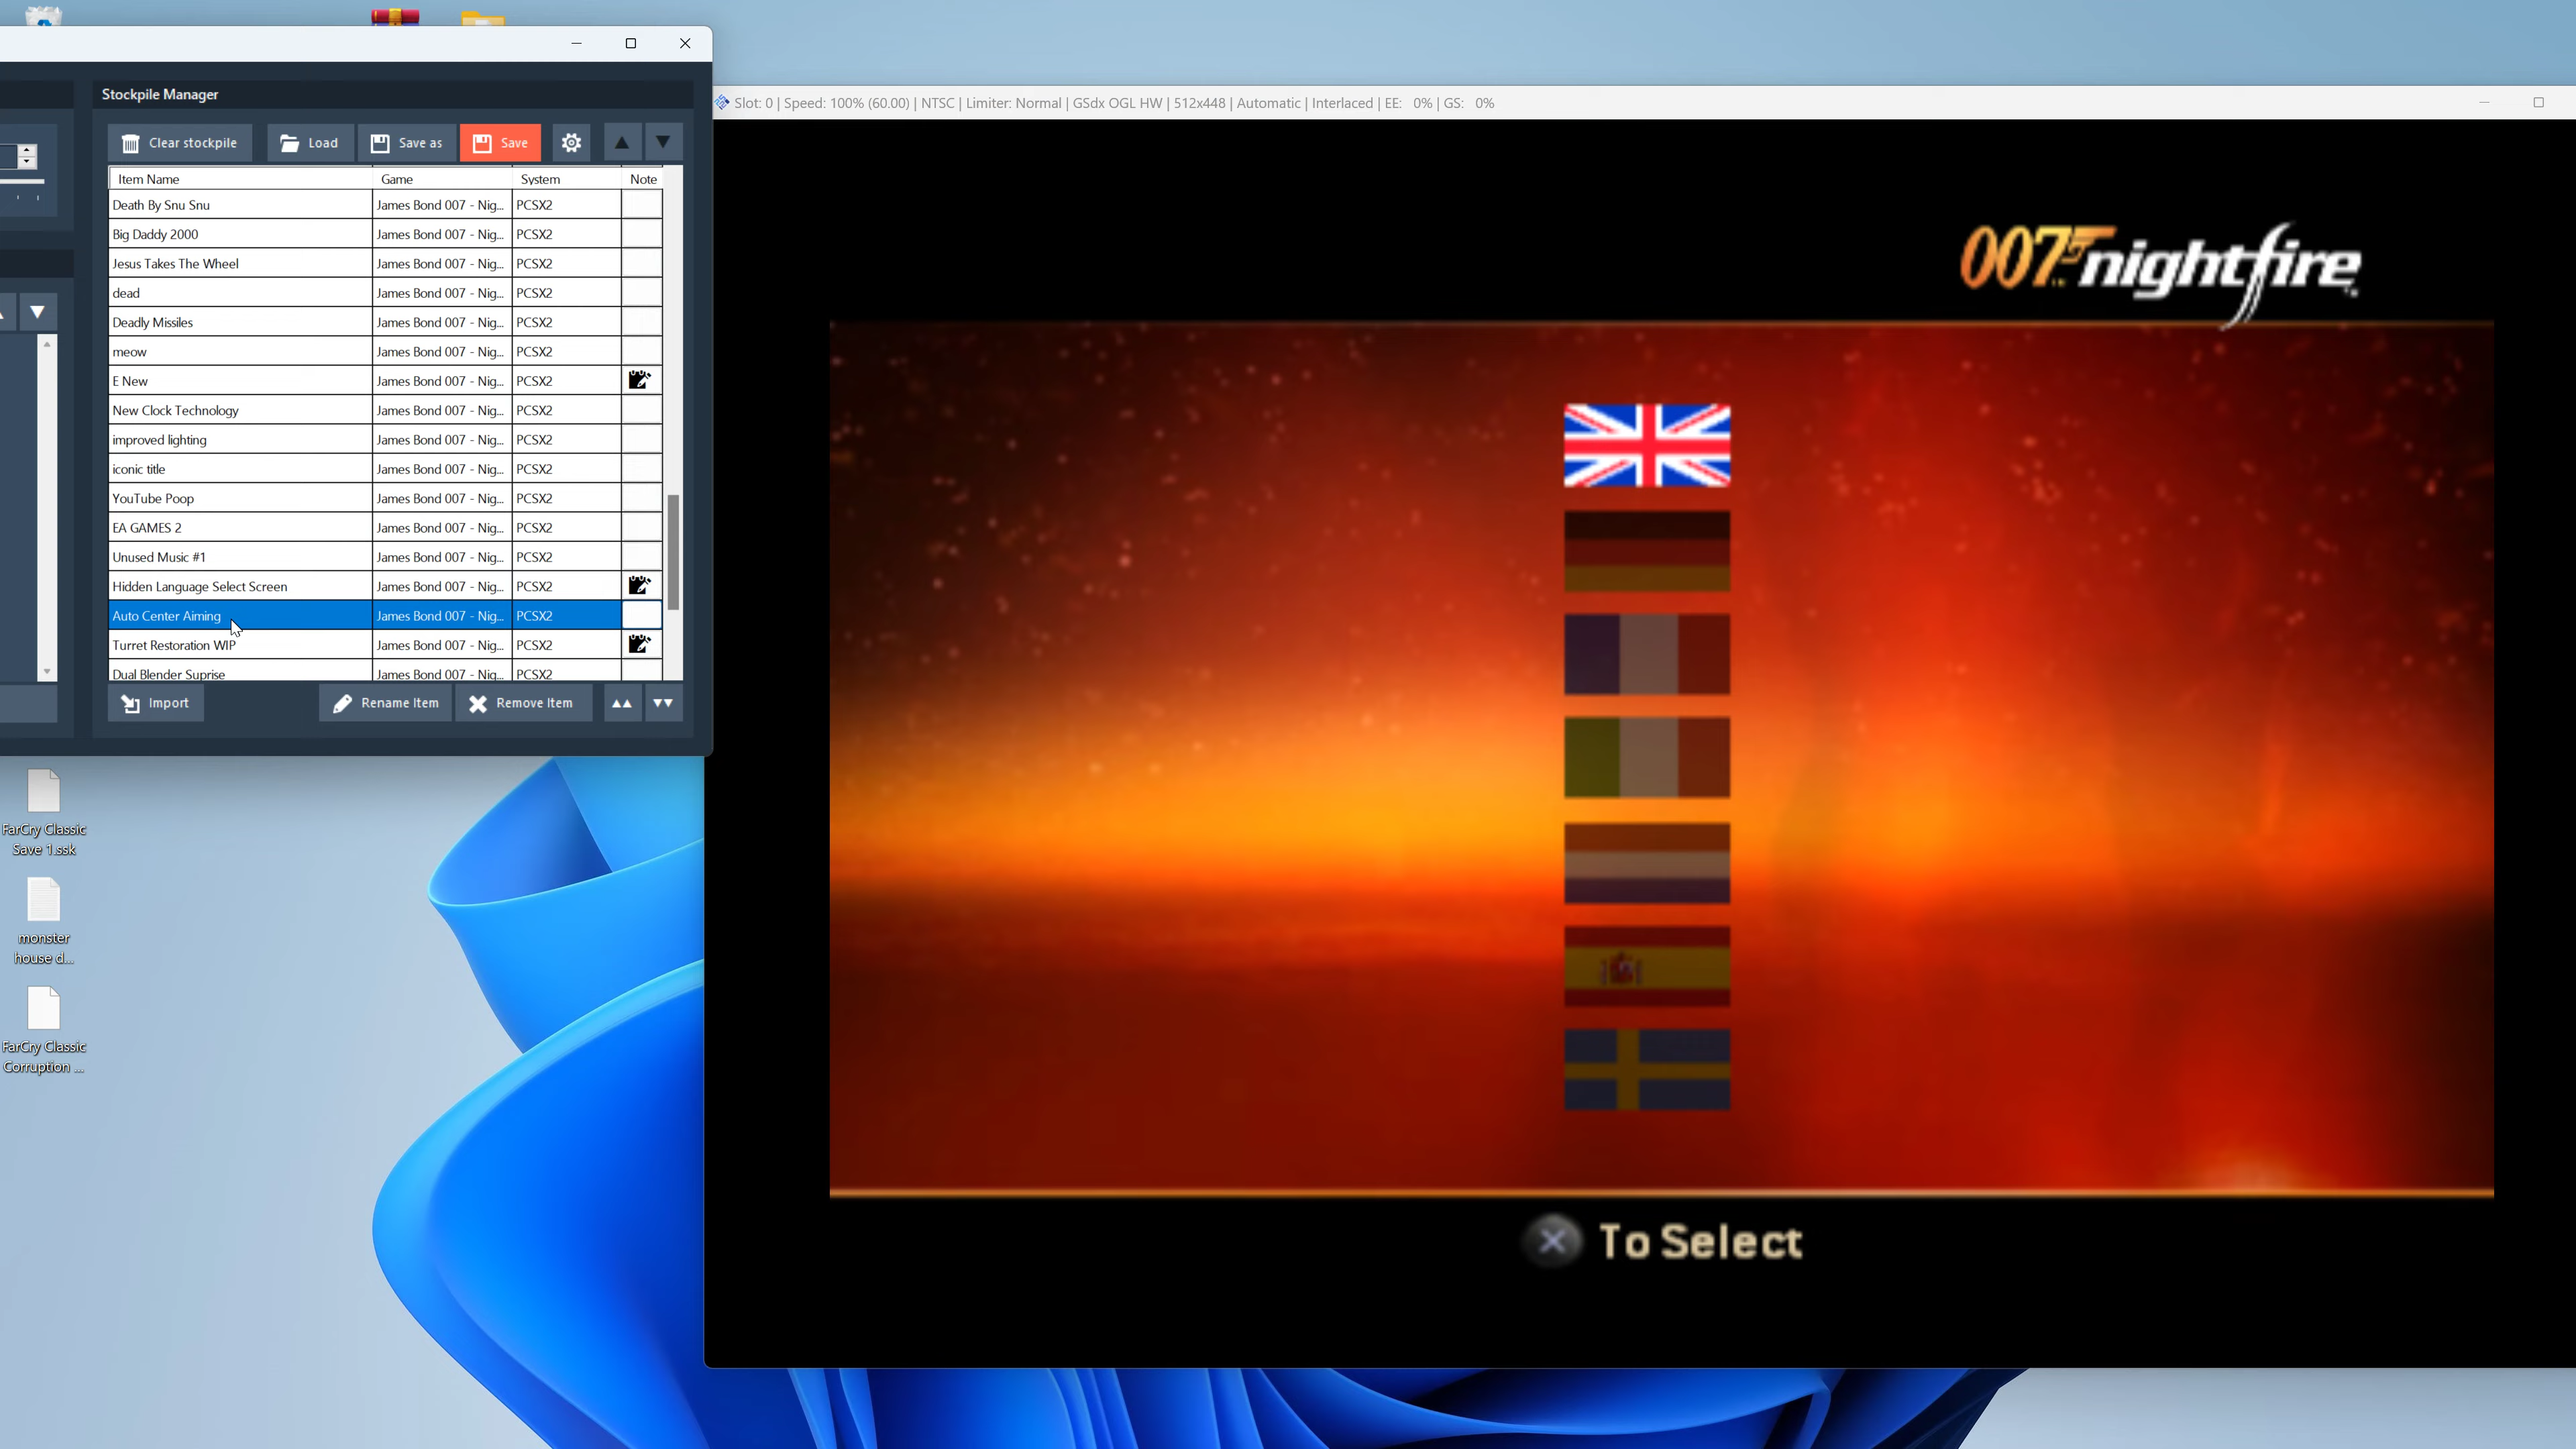 Stockpile Manager
Clear stockpile
Load
Save as
Save
Item Name Game System Note
Death By Snu Snu James Bond 007 - Nig... PCSX2
Big Daddy 2000 James Bond 007 - Nig... PCSX2
Jesus Takes The Wheel James Bond 007 - Nig... PCSX2
dead James Bond 007 - Nig... PCSX2
Deadly Missiles James Bond 007 - Nig... PCSX2
meow James Bond 007 - Nig... PCSX2
E New James Bond 007 - Nig... PCSX2
New Clock Technology James Bond 007 - Nig... PCSX2
improved lighting James Bond 007 - Nig... PCSX2
iconic title James Bond 007 - Nig... PCSX2
YouTube Poop James Bond 007 - Nig... PCSX2
EA GAMES 2 James Bond 007 - Nig... PCSX2
Unused Music #1 James Bond 007 - Nig... PCSX2
Hidden Language Select Screen James Bond 007 - Nig... PCSX2
Auto Center Aiming James Bond 007 - Nig... PCSX2
Turret Restoration WIP James Bond 007 - Nig... PCSX2
Dual Blender Suprise James Bond 007 - Nig... PCSX2
Import
Rename Item
Remove Item
FarCry Classic
Save 1.ssk
monster
house d...
FarCry Classic
Corruption ...
Slot: 0 | Speed: 100% (60.00) | NTSC | Limiter: Normal | GSdx OGL HW | 512x448 | Automatic | Interlaced | EE: 0% | GS: 0%
007 nightfire
To Select